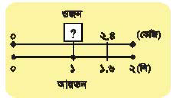 ওজন
?
০ ২.৪ (কেজি)
০ ১ ১.৬ ২ (লি)
আয়তন